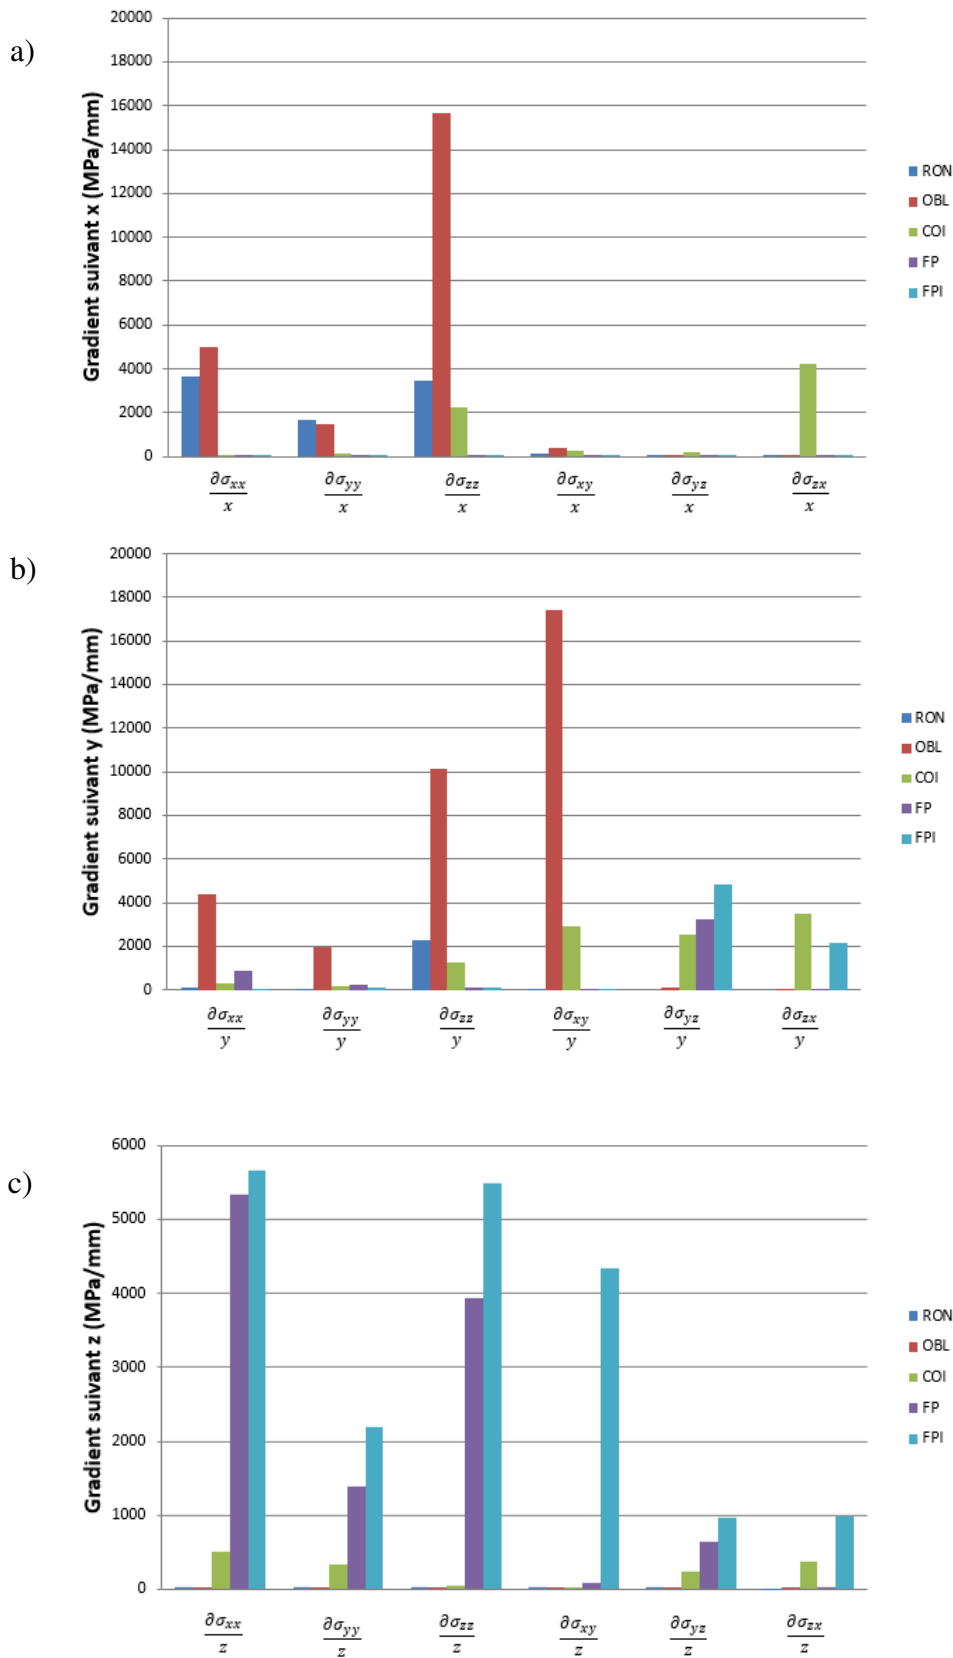 a)
Gradient suivant x (MPa/mm)
20000
18000
16000
14000
12000
10000
8000
6000
4000
2000
0
RON
OBL
COI
FP
FPI
∂σxx/x
∂σyy/x
∂σzz/x
∂σxy/x
∂σyz/x
∂σzx/x
b)
Gradient suivant y (MPa/mm)
20000
18000
16000
14000
12000
10000
8000
6000
4000
2000
0
RON
OBL
COI
FP
FPI
∂σxx/y
∂σyy/y
∂σzz/y
∂σxy/y
∂σyz/y
∂σzx/y
c)
Gradient suivant z (MPa/mm)
6000
5000
4000
3000
2000
1000
0
RON
OBL
COI
FP
FPI
∂σxx/z
∂σyy/z
∂σzz/z
∂σxy/z
∂σyz/z
∂σzx/z